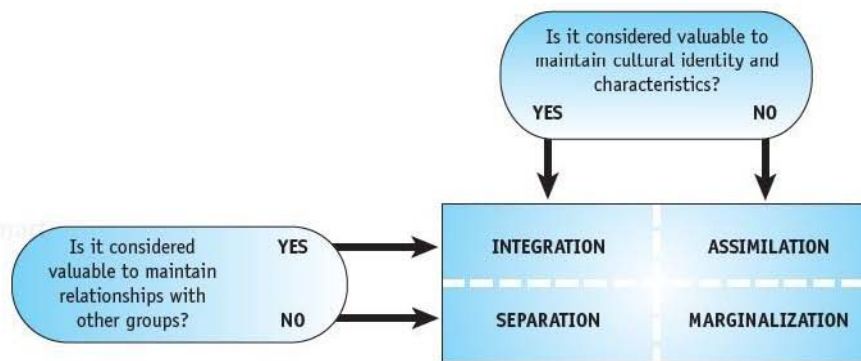 Is it considered valuable to
maintain cultural identity and
characteristics?
YES NO
Is it considered
valuable to maintain
relationships with
other groups?
YES
NO
INTEGRATION ASSIMILATION
SEPARATION MARGINALIZATION